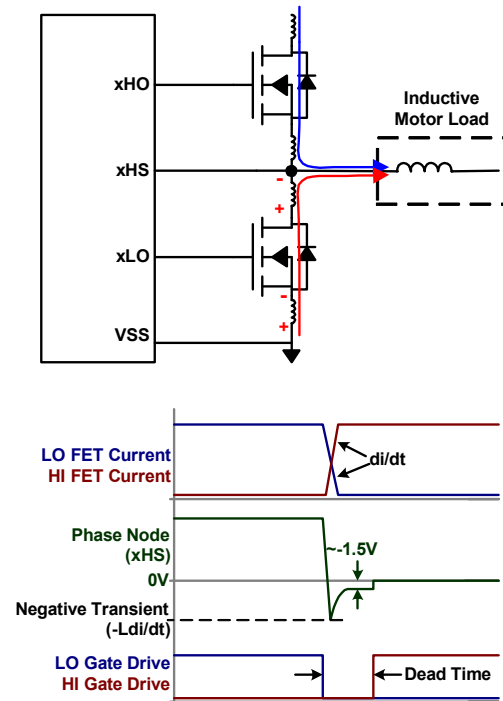 xHO
Inductive
Motor Load
xHS
-
+
xLO
-
+
VSS
LO FET Current
HI FET Current
di/dt
Phase Node
(xHS)
~-1.5V
0V
Negative Transient
(-Ldi/dt)
LO Gate Drive
HI Gate Drive
Dead Time